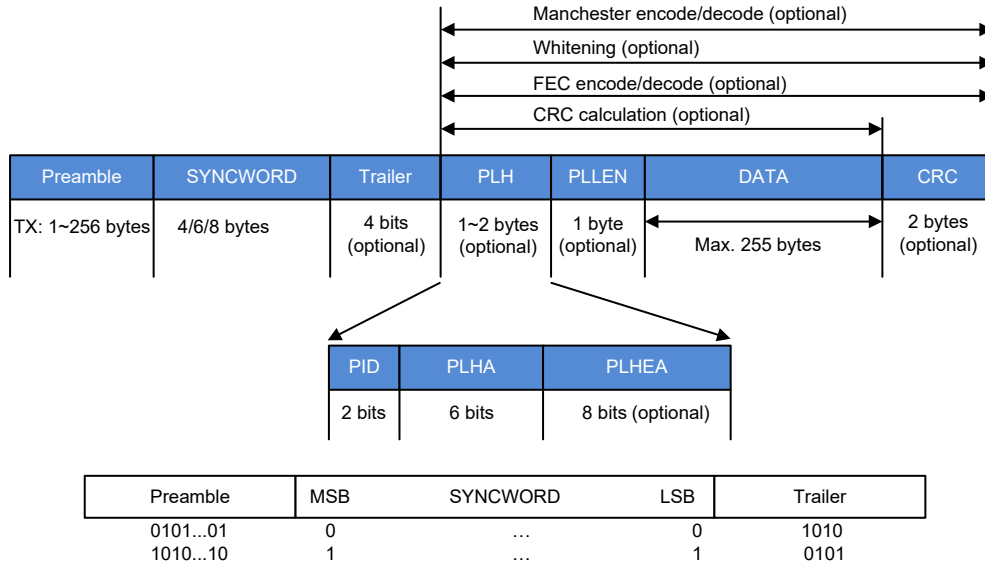 Manchester encode/decode (optional)
Whitening (optional)
FEC encode/decode (optional)
CRC calculation (optional)
Preamble SYNCWORD Trailer PLH PLLEN DATA CRC
TX: 1~256 bytes 4/6/8 bytes 4 bits 1~2 bytes 1 byte Max. 255 bytes 2 bytes
(optional) (optional) (optional) (optional)
PID PLHA PLHEA
2 bits 6 bits 8 bits (optional)
Preamble MSB SYNCWORD LSB Trailer
0101...01 0 ... 0 1010
1010...10 1 ... 1 0101